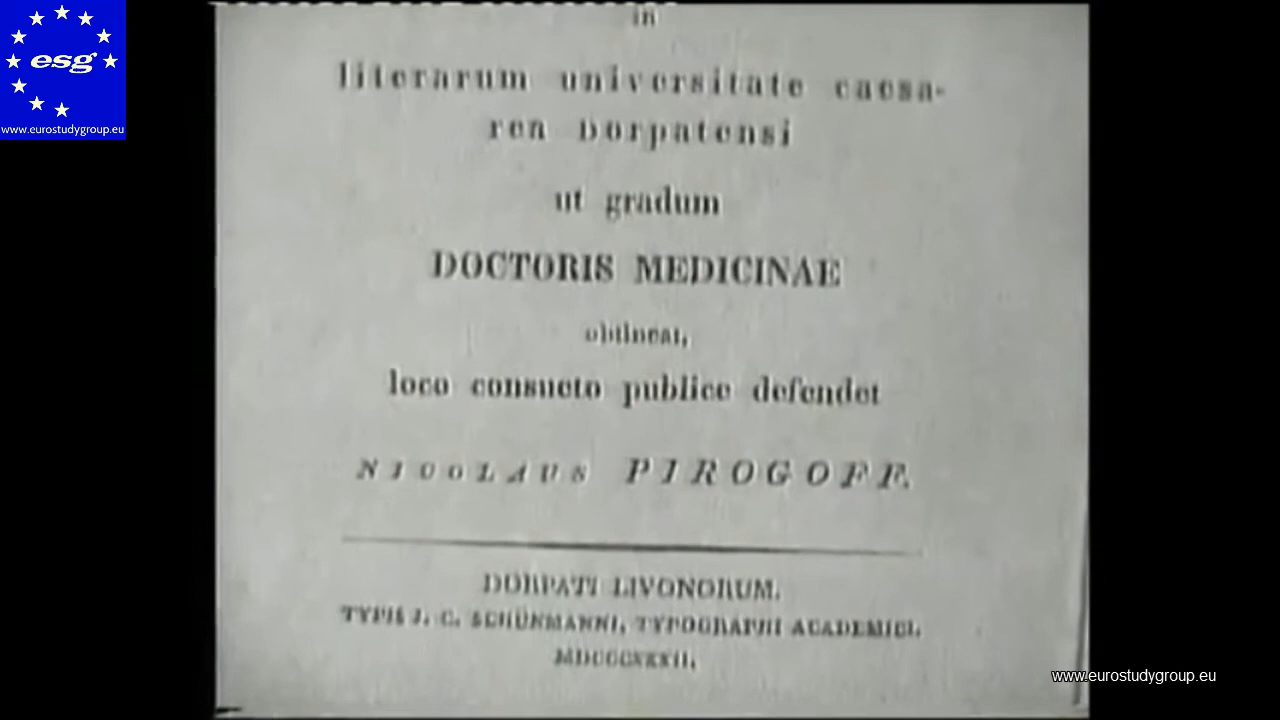 esg
www.eurostudygroup.eu
in
literarum universitate caesa-
rea Dorpatensi
ut gradum
DOCTORIS MEDICINAE
obtineat,
loco consueto publice defendet
NICOLAUS PIROGOFF.
DORPATI LIVONORUM.
TYPIS J. C. SCHÜNMANNI, TYPOGRAPHI ACADEMICI.
MDCCCXXXII.
www.eurostudygroup.eu